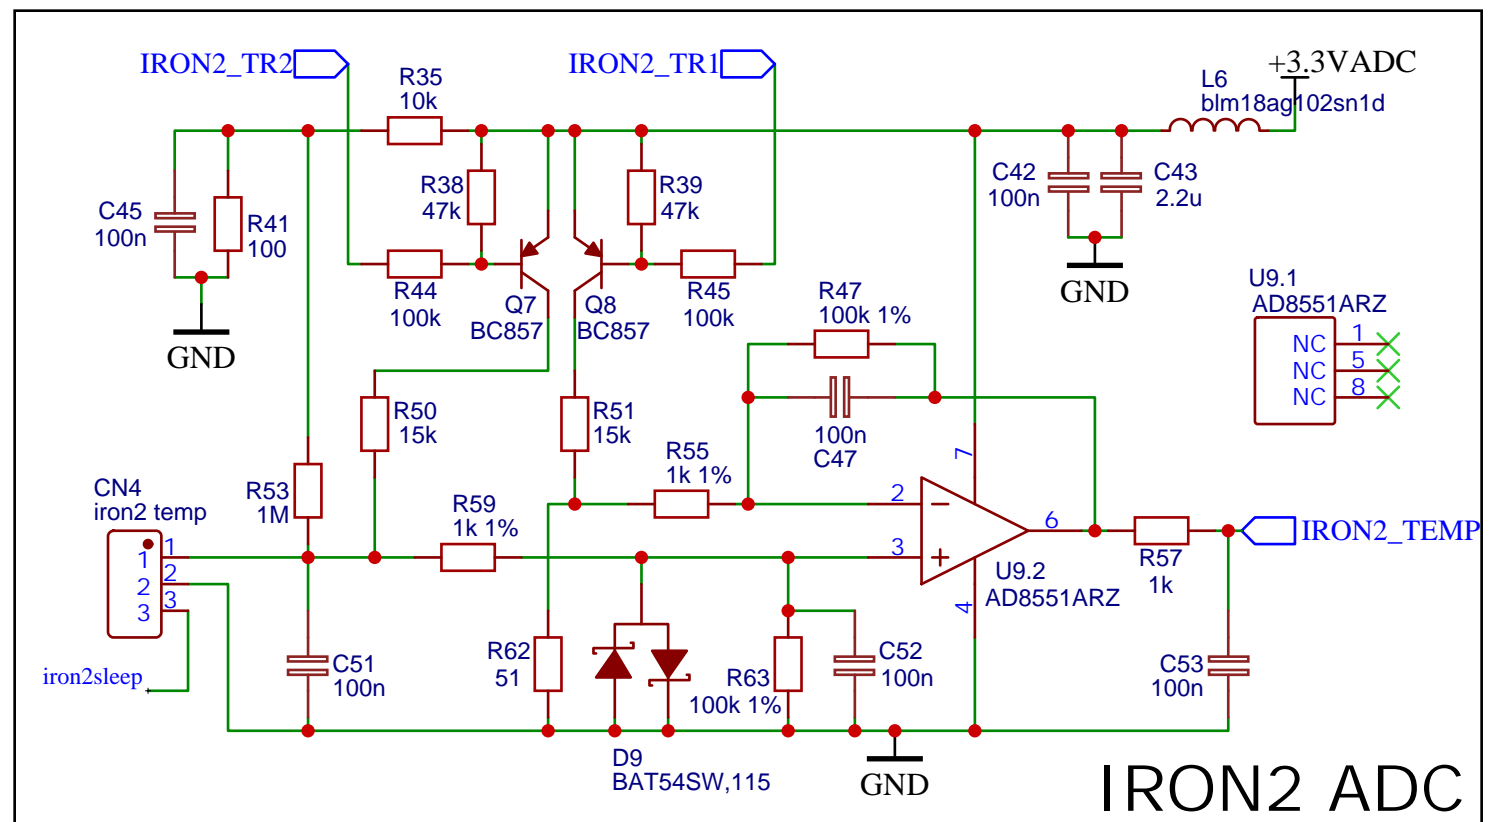 IRON2_TR2
IRON2_TR1
+3.3VADC
R35
10k
L6
blm18ag102sn1d
R38
47k
R39
47k
C42
100n
C43
2.2u
C45
100n
R41
100
R44
100k
Q7
BC857
Q8
BC857
R45
100k
GND
GND
R47
100k 1%
U9.1
AD8551ARZ
NC 1
NC 5
NC 8
R50
15k
R51
15k
100n
C47
R55
1k 1%
7
CN4
iron2 temp
R53
1M
R59
1k 1%
2
3
6
4
IRON2_TEMP
R57
1k
U9.2
AD8551ARZ
1 1
2 2
3 3
iron2sleep
C51
100n
R62
51
R63
100k 1%
C52
100n
C53
100n
D9
BAT54SW,115
GND
IRON2 ADC